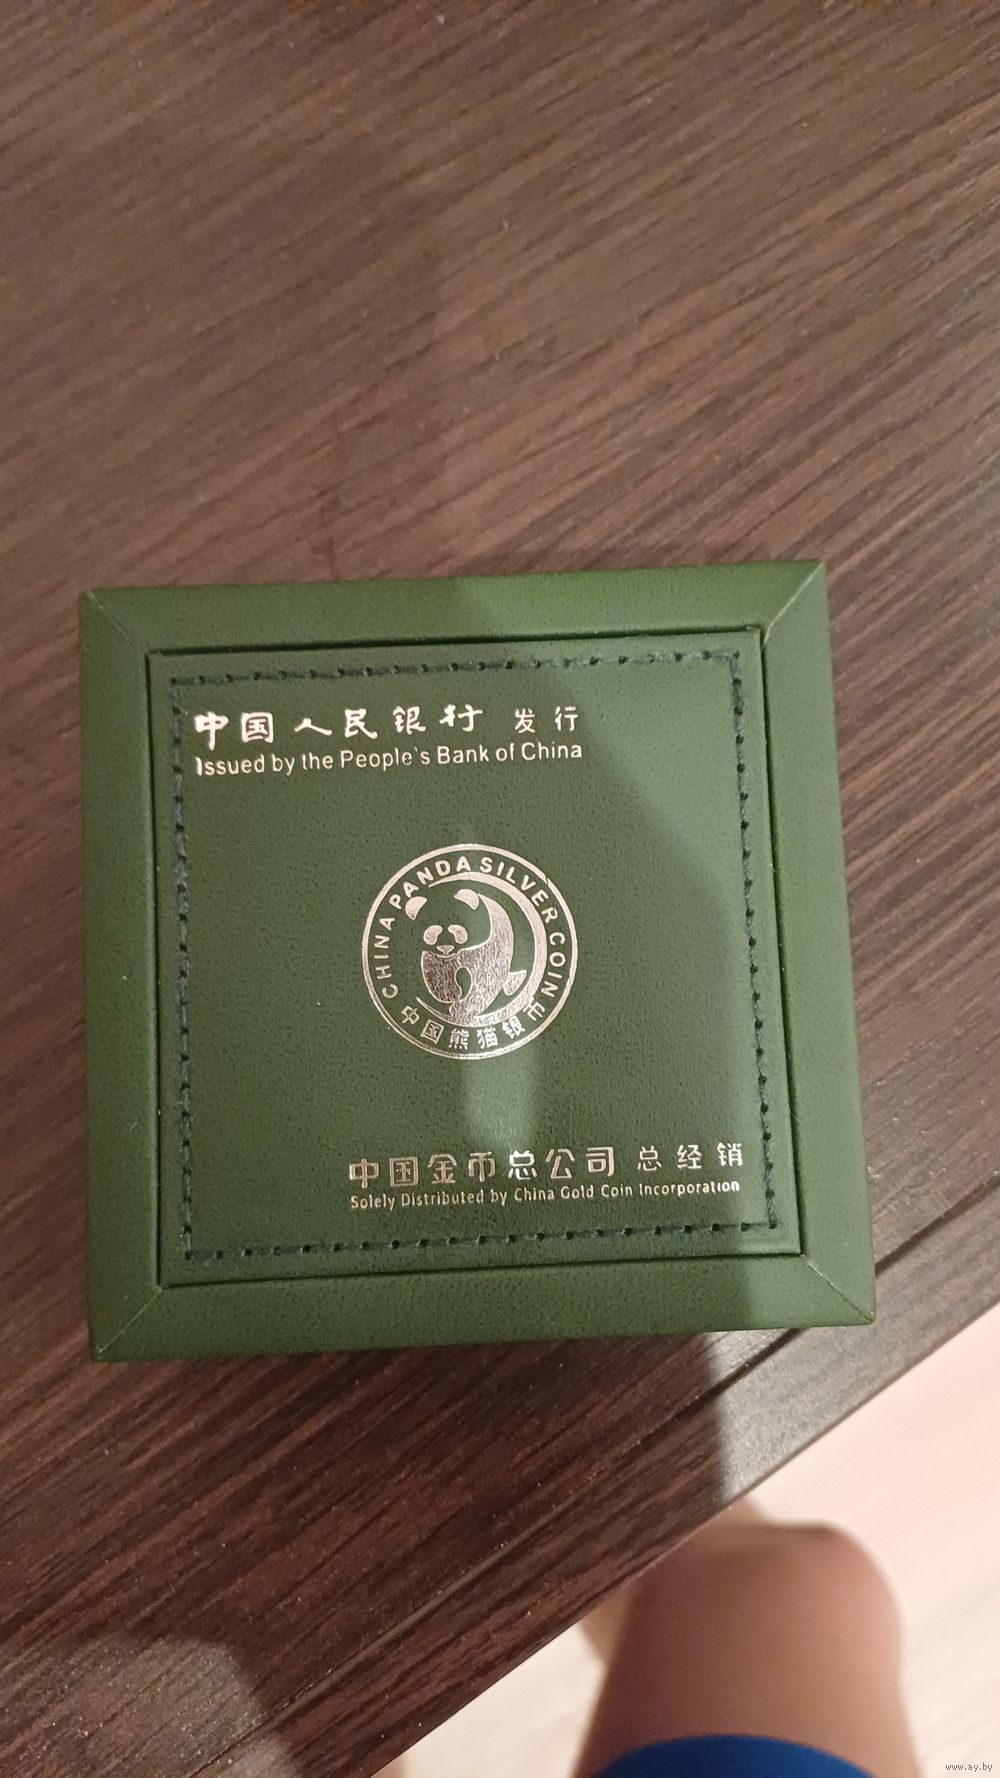 中国人民银行 发行
Issued by the People's Bank of China
CHINA PANDA SILVER COIN
中国熊猫银币
中国金币总公司 总经销
Solely Distributed by China Gold Coin Incorporation
www.ay.by